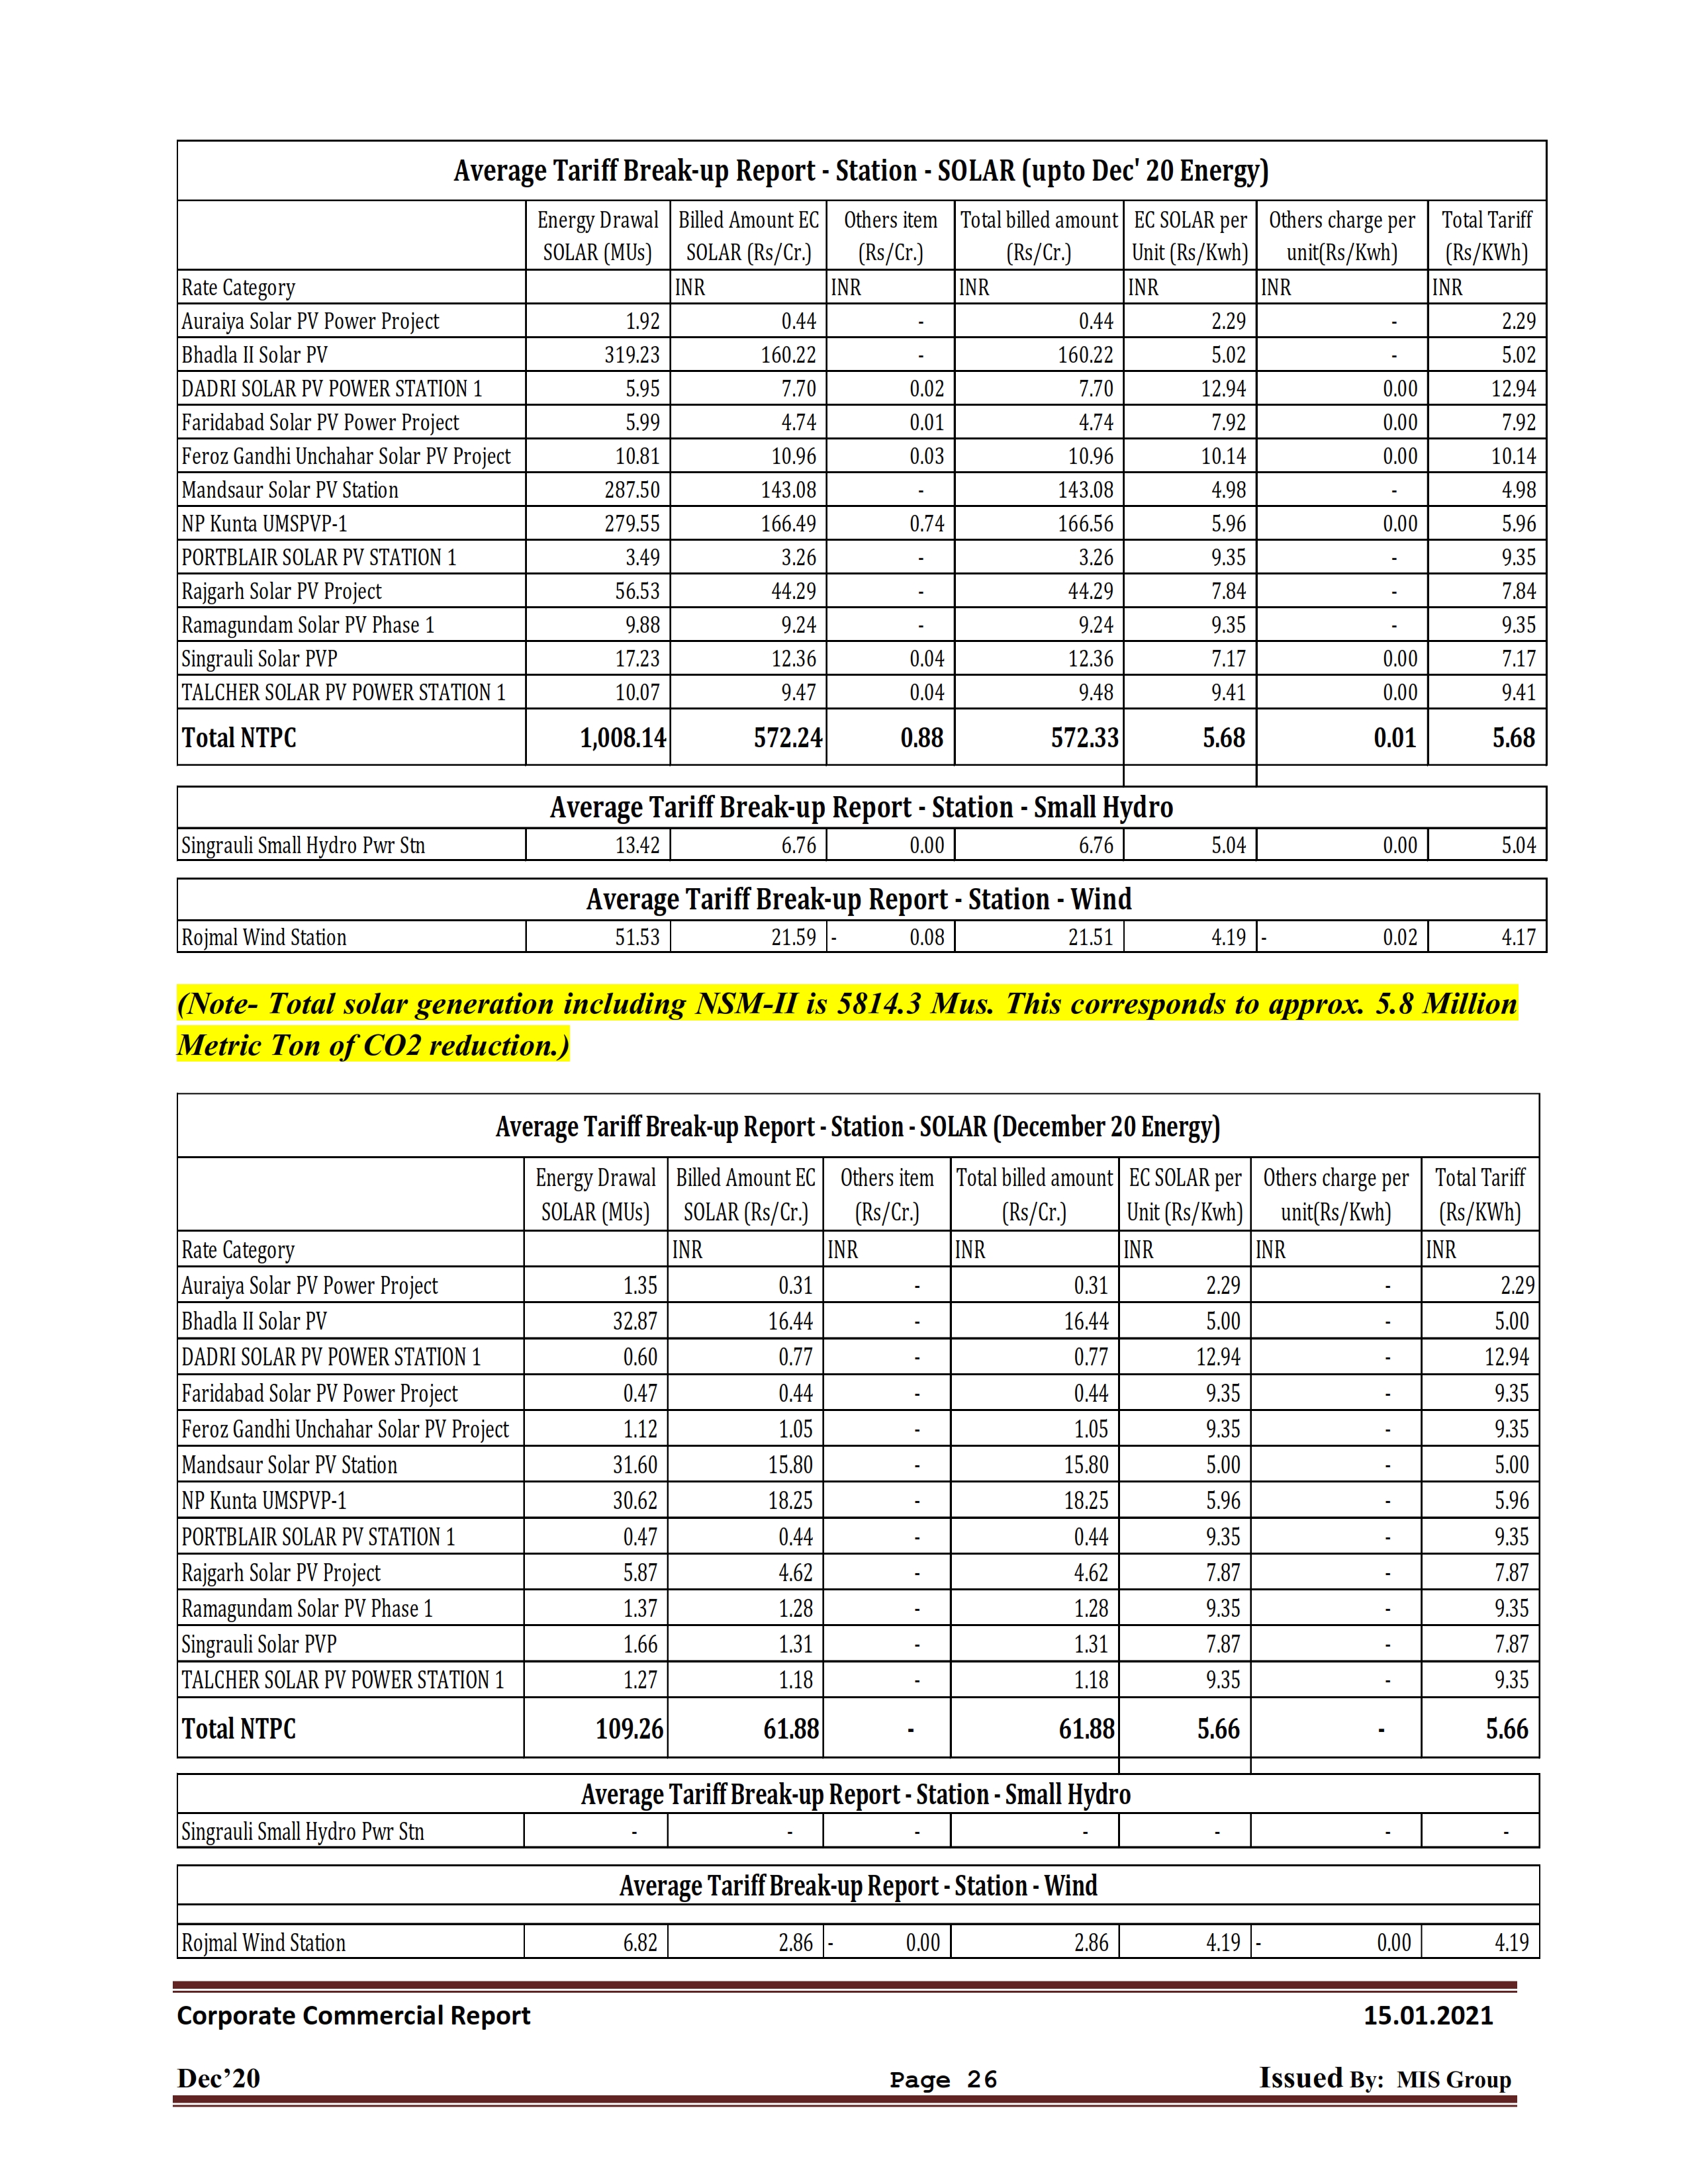 Average Tariff Break-up Report - Station - SOLAR (upto Dec' 20 Energy)
Energy Drawal SOLAR (MUs) Billed Amount EC SOLAR (Rs/Cr.) Others item (Rs/Cr.) Total billed amount (Rs/Cr.) EC SOLAR per Unit (Rs/Kwh) Others charge per unit(Rs/Kwh) Total Tariff (Rs/KWh)
Rate Category INR INR INR INR INR INR
Auraiya Solar PV Power Project 1.92 0.44 - 0.44 2.29 - 2.29
Bhadla II Solar PV 319.23 160.22 - 160.22 5.02 - 5.02
DADRI SOLAR PV POWER STATION 1 5.95 7.70 0.02 7.70 12.94 0.00 12.94
Faridabad Solar PV Power Project 5.99 4.74 0.01 4.74 7.92 0.00 7.92
Feroz Gandhi Unchahar Solar PV Project 10.81 10.96 0.03 10.96 10.14 0.00 10.14
Mandsaur Solar PV Station 287.50 143.08 - 143.08 4.98 - 4.98
NP Kunta UMSPVP-1 279.55 166.49 0.74 166.56 5.96 0.00 5.96
PORTBLAIR SOLAR PV STATION 1 3.49 3.26 - 3.26 9.35 - 9.35
Rajgarh Solar PV Project 56.53 44.29 - 44.29 7.84 - 7.84
Ramagundam Solar PV Phase 1 9.88 9.24 - 9.24 9.35 - 9.35
Singrauli Solar PVP 17.23 12.36 0.04 12.36 7.17 0.00 7.17
TALCHER SOLAR PV POWER STATION 1 10.07 9.47 0.04 9.48 9.41 0.00 9.41
Total NTPC 1,008.14 572.24 0.88 572.33 5.68 0.01 5.68
Average Tariff Break-up Report - Station - Small Hydro
Singrauli Small Hydro Pwr Stn 13.42 6.76 0.00 6.76 5.04 0.00 5.04
Average Tariff Break-up Report - Station - Wind
Rojmal Wind Station 51.53 21.59 - 0.08 21.51 4.19 - 0.02 4.17
(Note- Total solar generation including NSM-II is 5814.3 Mus. This corresponds to approx. 5.8 Million
Metric Ton of CO2 reduction.)
Average Tariff Break-up Report - Station - SOLAR (December 20 Energy)
Energy Drawal SOLAR (MUs) Billed Amount EC SOLAR (Rs/Cr.) Others item (Rs/Cr.) Total billed amount (Rs/Cr.) EC SOLAR per Unit (Rs/Kwh) Others charge per unit(Rs/Kwh) Total Tariff (Rs/KWh)
Rate Category INR INR INR INR INR INR
Auraiya Solar PV Power Project 1.35 0.31 - 0.31 2.29 - 2.29
Bhadla II Solar PV 32.87 16.44 - 16.44 5.00 - 5.00
DADRI SOLAR PV POWER STATION 1 0.60 0.77 - 0.77 12.94 - 12.94
Faridabad Solar PV Power Project 0.47 0.44 - 0.44 9.35 - 9.35
Feroz Gandhi Unchahar Solar PV Project 1.12 1.05 - 1.05 9.35 - 9.35
Mandsaur Solar PV Station 31.60 15.80 - 15.80 5.00 - 5.00
NP Kunta UMSPVP-1 30.62 18.25 - 18.25 5.96 - 5.96
PORTBLAIR SOLAR PV STATION 1 0.47 0.44 - 0.44 9.35 - 9.35
Rajgarh Solar PV Project 5.87 4.62 - 4.62 7.87 - 7.87
Ramagundam Solar PV Phase 1 1.37 1.28 - 1.28 9.35 - 9.35
Singrauli Solar PVP 1.66 1.31 - 1.31 7.87 - 7.87
TALCHER SOLAR PV POWER STATION 1 1.27 1.18 - 1.18 9.35 - 9.35
Total NTPC 109.26 61.88 - 61.88 5.66 - 5.66
Average Tariff Break-up Report - Station - Small Hydro
Singrauli Small Hydro Pwr Stn - - - - - - -
Average Tariff Break-up Report - Station - Wind
Rojmal Wind Station 6.82 2.86 - 0.00 2.86 4.19 - 0.00 4.19
Corporate Commercial Report 15.01.2021
Dec’20 Page 26 Issued By: MIS Group